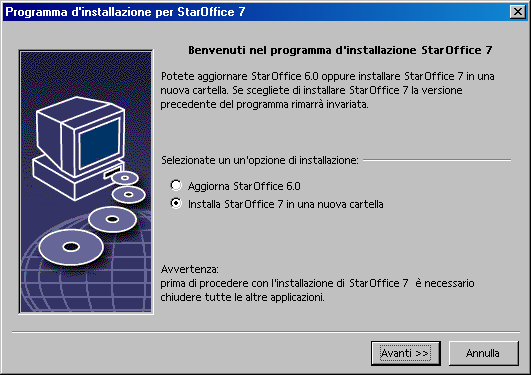 Programma d'installazione per StarOffice 7
Benvenuti nel programma d'installazione StarOffice 7
Potete aggiornare StarOffice 6.0 oppure installare StarOffice 7 in una
nuova cartella. Se scegliete di installare StarOffice 7 la versione
precedente del programma rimarrà invariata.
Selezionate un un'opzione di installazione:
Aggiorna StarOffice 6.0
Installa StarOffice 7 in una nuova cartella
Avvertenza:
prima di procedere con l'installazione di StarOffice 7 è necessario
chiudere tutte le altre applicazioni.
Avanti >>
Annulla